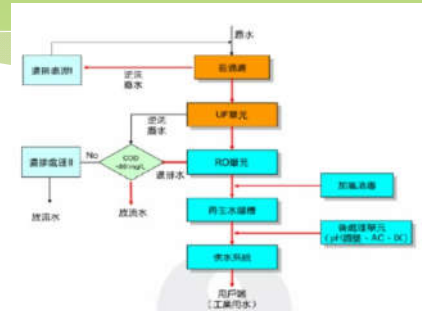 原水
濃排處理I
逆洗
廢水
前過濾
逆洗
廢水
UF單元
濃排處理II
No
COD
濃排水
RO單元
加氯消毒
放流水
放流水
再生水儲槽
後處理單元
(pH調整、AC、IX)
供水系統
用戶端
(工業用水)